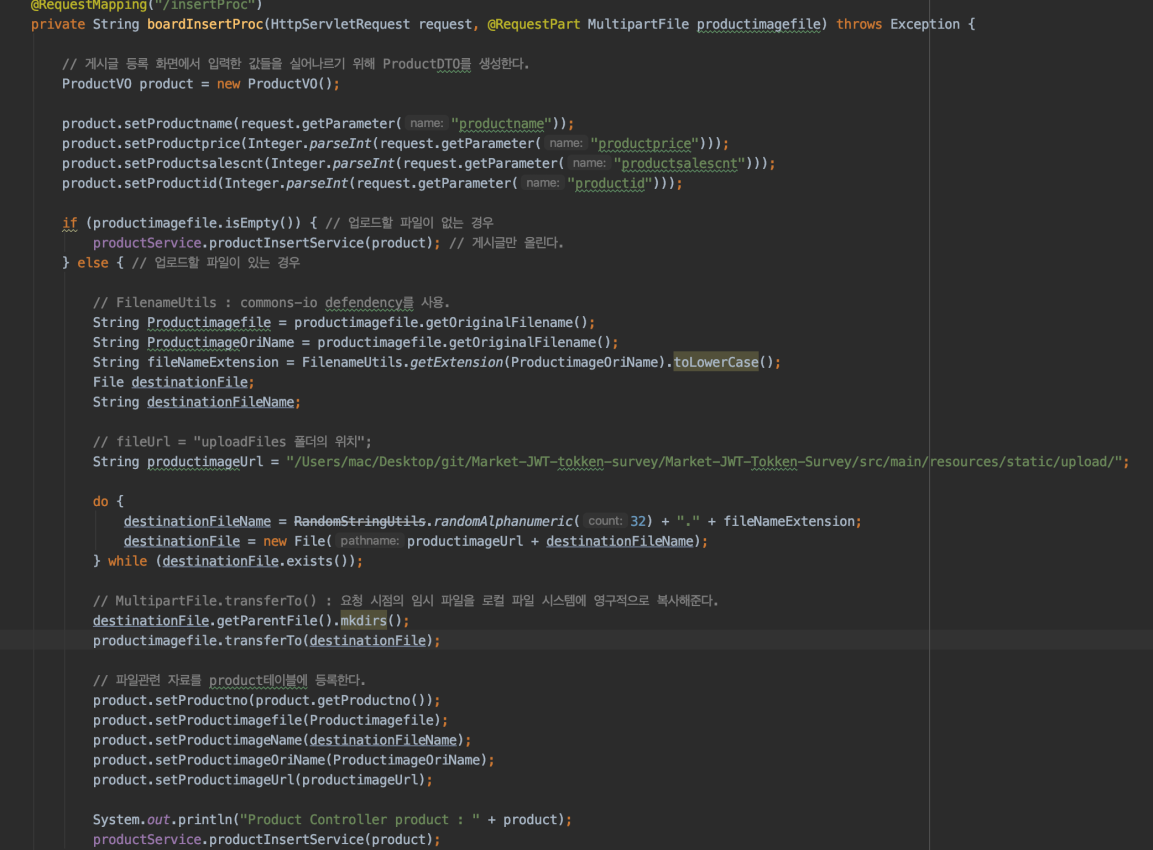 @RequestMapping("/insertProc")
private String boardInsertProc(HttpServletRequest request, @RequestPart MultipartFile productimagefile) throws Exception {
// 게시글 등록 화면에서 입력한 값들을 실어나르기 위해 ProductDTO를 생성한다.
ProductVO product = new ProductVO();
product.setProductname(request.getParameter( name: "productname"));
product.setProductprice(Integer.parseInt(request.getParameter( name: "productprice")));
product.setProductsalescnt(Integer.parseInt(request.getParameter( name: "productsalescnt")));
product.setProductid(Integer.parseInt(request.getParameter( name: "productid")));
if (productimagefile.isEmpty()) { // 업로드할 파일이 없는 경우
productService.productInsertService(product); // 게시글만 올린다.
} else { // 업로드할 파일이 있는 경우
// FilenameUtils : commons-io defendency를 사용.
String Productimagefile = productimagefile.getOriginalFilename();
String ProductimageOriName = productimagefile.getOriginalFilename();
String fileNameExtension = FilenameUtils.getExtension(ProductimageOriName).toLowerCase();
File destinationFile;
String destinationFileName;
// fileUrl = "uploadFiles 폴더의 위치";
String productimageUrl = "/Users/mac/Desktop/git/Market-JWT-tokken-survey/Market-JWT-Tokken-Survey/src/main/resources/static/upload/";
do {
destinationFileName = RandomStringUtils.randomAlphanumeric( count: 32) + "." + fileNameExtension;
destinationFile = new File( pathname: productimageUrl + destinationFileName);
} while (destinationFile.exists());
// MultipartFile.transferTo() : 요청 시점의 임시 파일을 로컬 파일 시스템에 영구적으로 복사해준다.
destinationFile.getParentFile().mkdirs();
productimagefile.transferTo(destinationFile);
// 파일관련 자료를 product테이블에 등록한다.
product.setProductno(product.getProductno());
product.setProductimagefile(Productimagefile);
product.setProductimageName(destinationFileName);
product.setProductimageOriName(ProductimageOriName);
product.setProductimageUrl(productimageUrl);
System.out.println("Product Controller product : " + product);
productService.productInsertService(product);